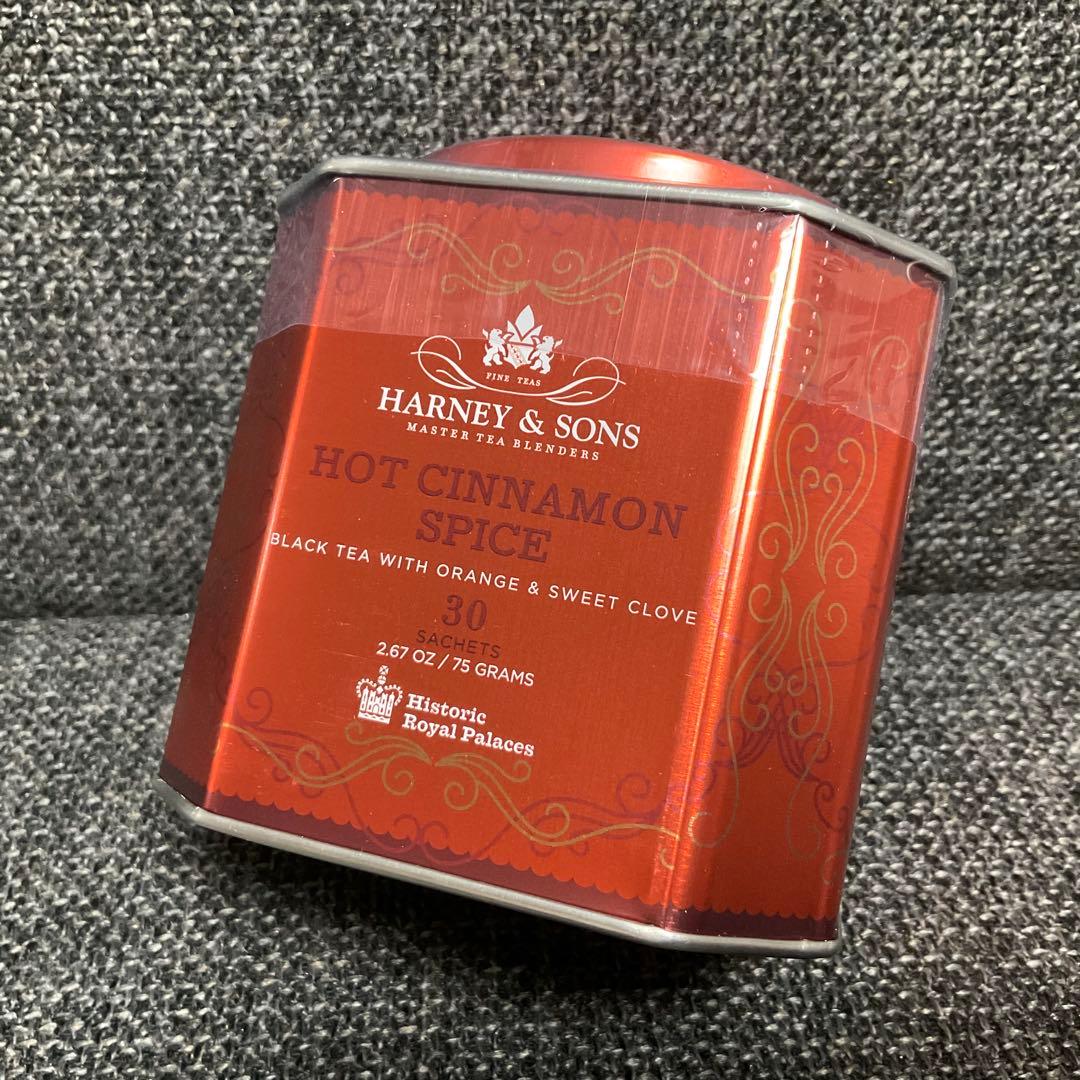 FINE TEAS
HARNEY & SONS
MASTER TEA BLENDERS
HOT CINNAMON
SPICE
BLACK TEA WITH ORANGE & SWEET CLOVE
30
SACHETS
2.67 OZ / 75 GRAMS
Historic
Royal Palaces